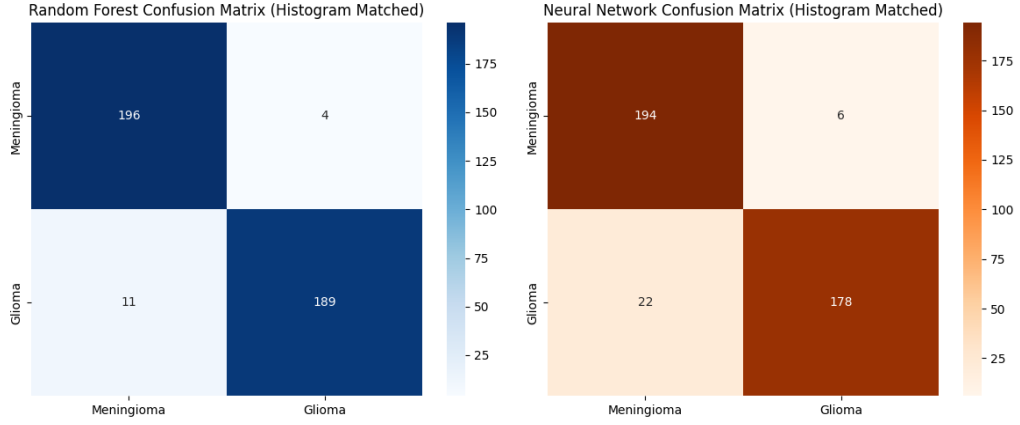 Random Forest Confusion Matrix (Histogram Matched)
Meningioma
Glioma
196
4
11
189
Meningioma
Glioma
175
150
125
100
75
50
25
Neural Network Confusion Matrix (Histogram Matched)
Meningioma
Glioma
194
6
22
178
Meningioma
Glioma
175
150
125
100
75
50
25